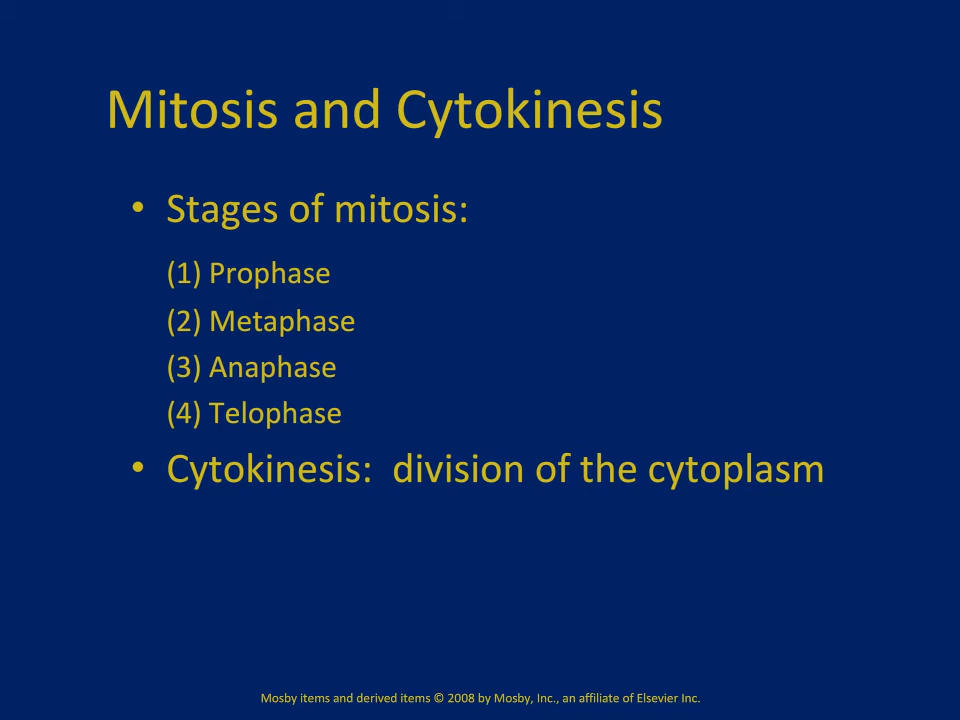 Mitosis and Cytokinesis
• Stages of mitosis:
(1) Prophase
(2) Metaphase
(3) Anaphase
(4) Telophase
• Cytokinesis:  division of the cytoplasm
Mosby items and derived items © 2008 by Mosby, Inc., an affiliate of Elsevier Inc.